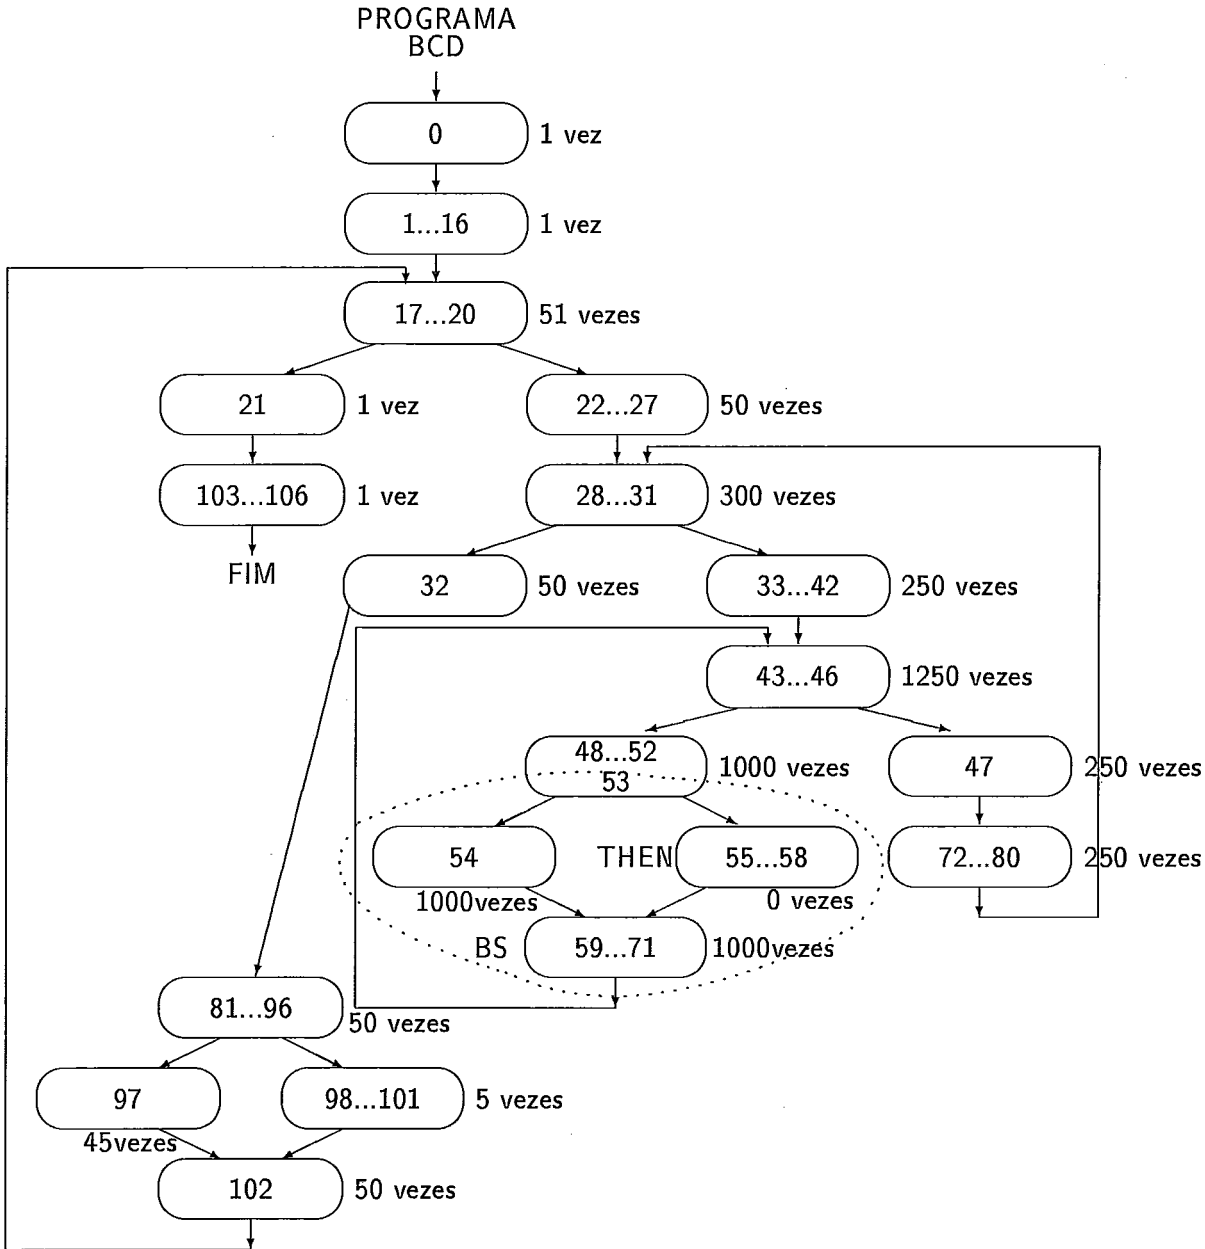 PROGRAMA
BCD
0 1 vez
1...16 1 vez
17...20 51 vezes
21 1 vez 22...27 50 vezes
103...106 1 vez 28...31 300 vezes
FIM 32 50 vezes 33...42 250 vezes
43...46 1250 vezes
48...52 1000 vezes 47 250 vezes
53
54 THEN 55...58 72...80 250 vezes
1000vezes 0 vezes
BS 59...71 1000vezes
81...96 50 vezes
97 98...101 5 vezes
45vezes
102 50 vezes